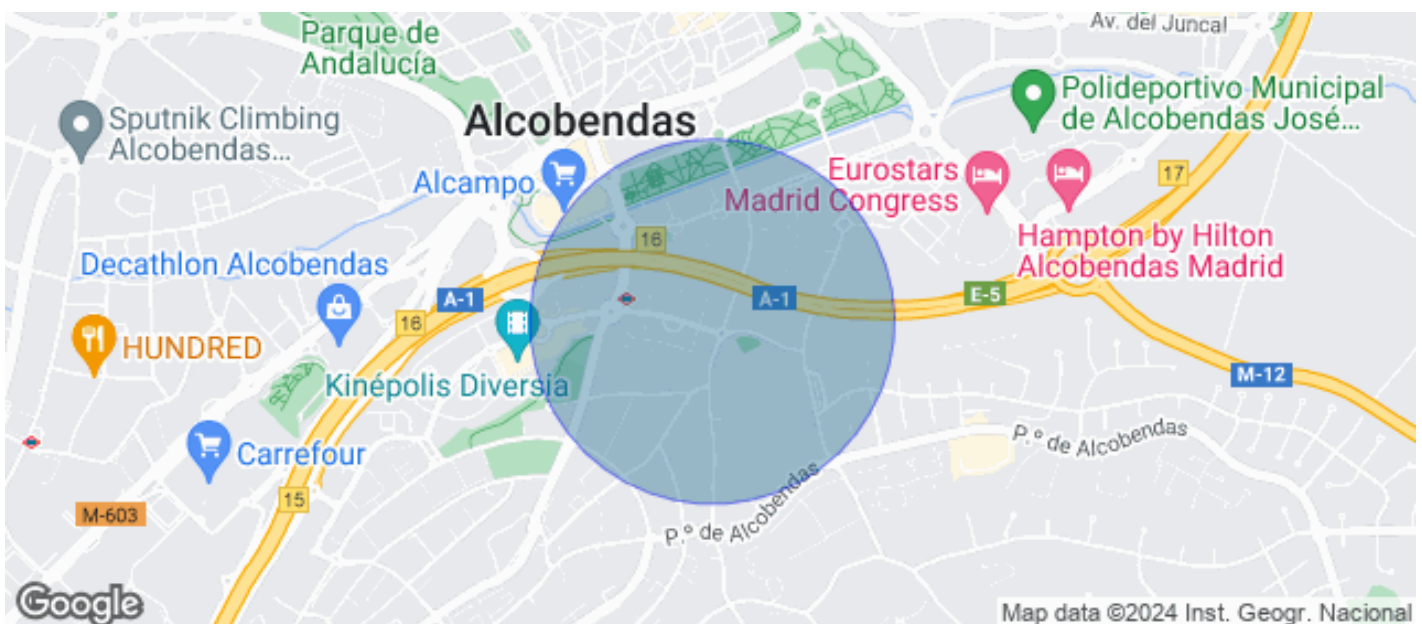 Av. del Juncal
Parque de
Andalucía
Sputnik Climbing
Alcobendas...
Alcobendas
Polideportivo Municipal
de Alcobendas José...
Alcampo
Eurostars
Madrid Congress
17
16
Hampton by Hilton
Alcobendas Madrid
Decathlon Alcobendas
A-1
A-1
E-5
16
HUNDRED
Kinépolis Diversia
M-12
Carrefour
P.º de Alcobendas
15
M-603
P.º de Alcobendas
Google
Map data ©2024 Inst. Geogr. Nacional